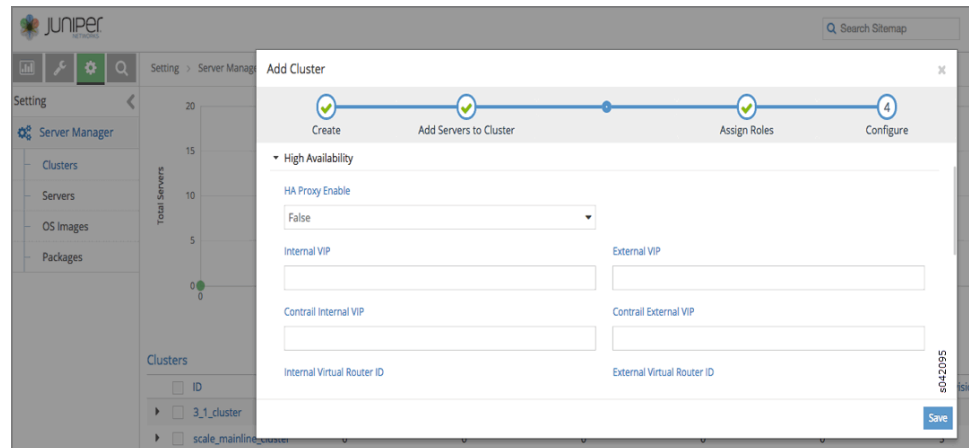 JUNIPER
NETWORKS
Search Sitemap
Setting > Server Manage
Add Cluster
×
Setting
Server Manager
Clusters
Servers
OS Images
Packages
Total Servers
20
15
10
5
0
0
Create
Add Servers to Cluster
Assign Roles
4
Configure
High Availability
HA Proxy Enable
False
Internal VIP
External VIP
Contrail Internal VIP
Contrail External VIP
Internal Virtual Router ID
External Virtual Router ID
s042095
Save
Clusters
ID
3_1_cluster
scale_mainline_cluster